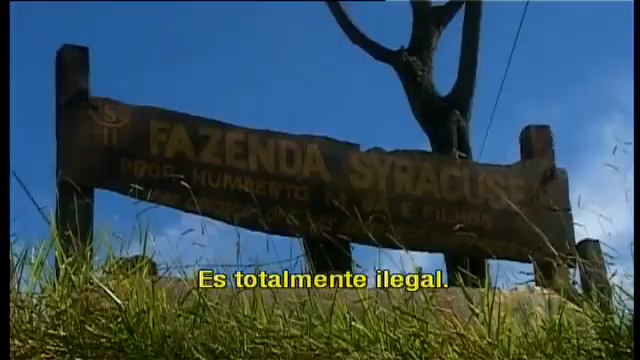 FAZENDA SYRACUSE
PROP. HUMBERTO E FILHOS
Es totalmente ilegal.